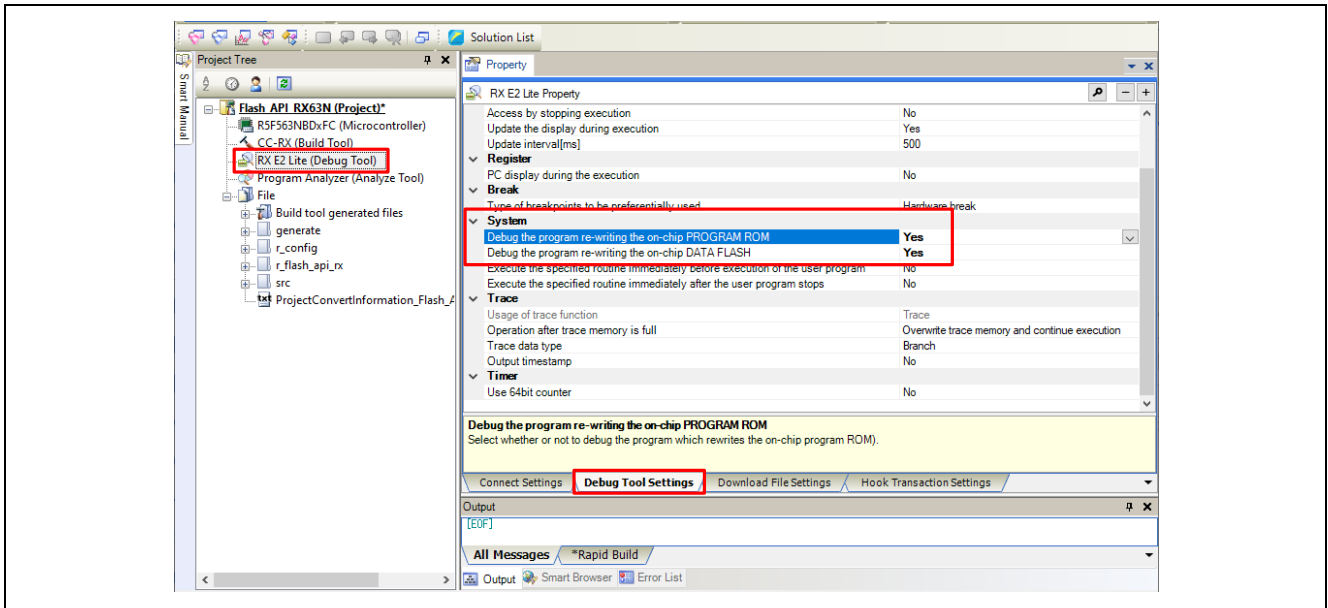 Solution List
Smart Manual
Project Tree
Flash_API_RX63N (Project)*
R5F563NBDxFC (Microcontroller)
CC-RX (Build Tool)
RX E2 Lite (Debug Tool)
Program Analyzer (Analyze Tool)
File
Build tool generated files
generate
r_config
r_flash_api_rx
src
txt ProjectConvertInformation_Flash_A
Property
RX E2 Lite Property
Access by stopping execution No
Update the display during execution Yes
Update interval[ms] 500
Register
PC display during the execution No
Break
Type of breakpoints to be preferentially used Hardware break
System
Debug the program re-writing the on-chip PROGRAM ROM Yes
Debug the program re-writing the on-chip DATA FLASH Yes
Execute the specified routine immediately before execution of the user program No
Execute the specified routine immediately after the user program stops No
Trace
Usage of trace function Trace
Operation after trace memory is full Overwrite trace memory and continue execution
Trace data type Branch
Output timestamp No
Timer
Use 64bit counter No
Debug the program re-writing the on-chip PROGRAM ROM
Select whether or not to debug the program which rewrites the on-chip program ROM).
Connect Settings Debug Tool Settings Download File Settings Hook Transaction Settings
Output
[EOF]
All Messages *Rapid Build
Output Smart Browser Error List